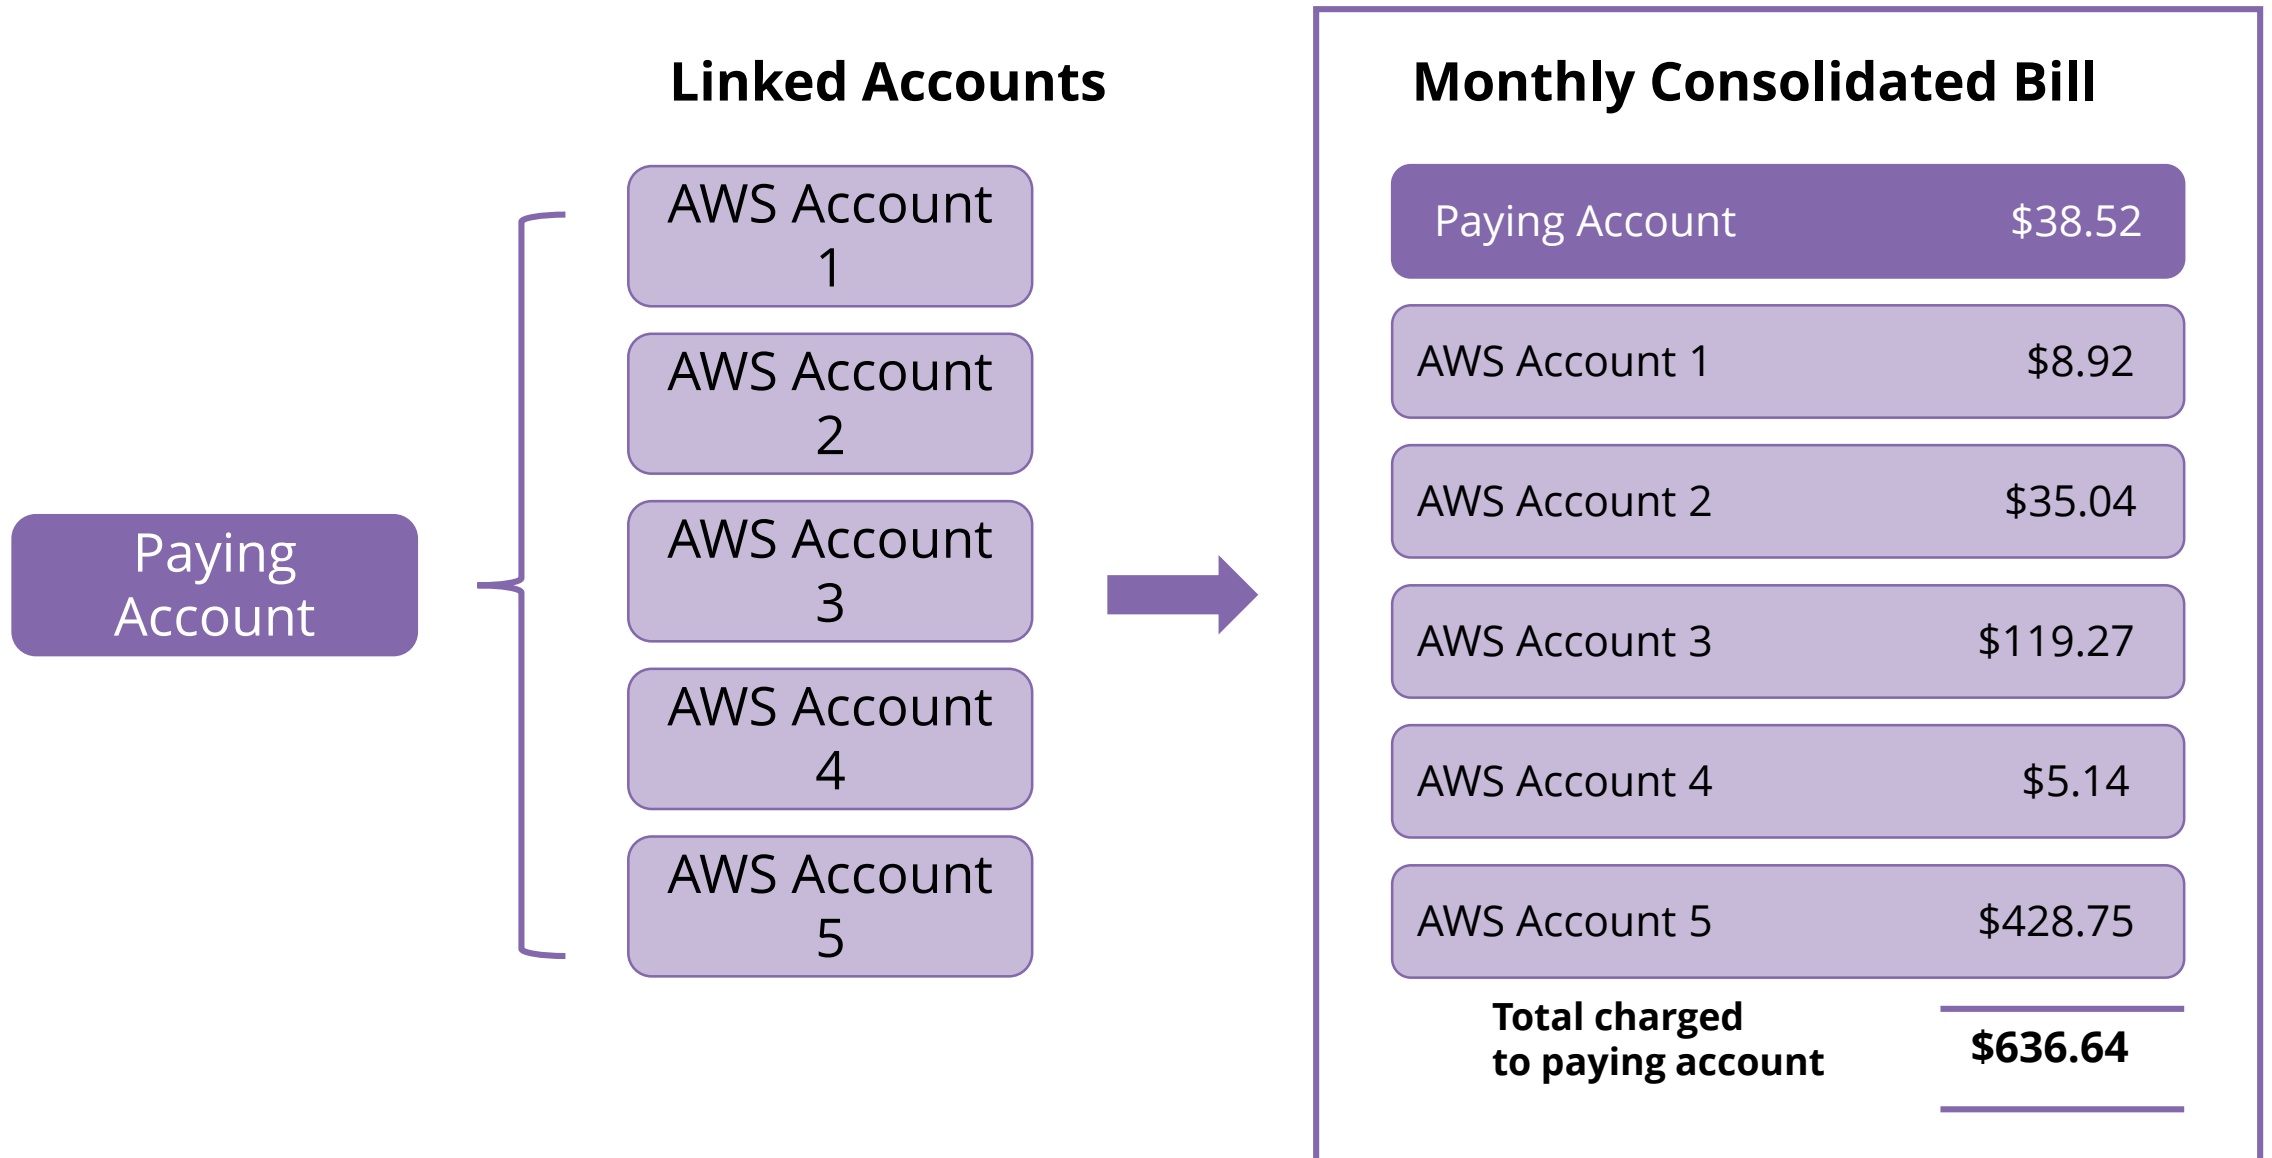 Linked Accounts
Monthly Consolidated Bill
Paying
Account
AWS Account
1
AWS Account
2
AWS Account
3
AWS Account
4
AWS Account
5
Paying Account $38.52
AWS Account 1 $8.92
AWS Account 2 $35.04
AWS Account 3 $119.27
AWS Account 4 $5.14
AWS Account 5 $428.75
Total charged
to paying account
$636.64